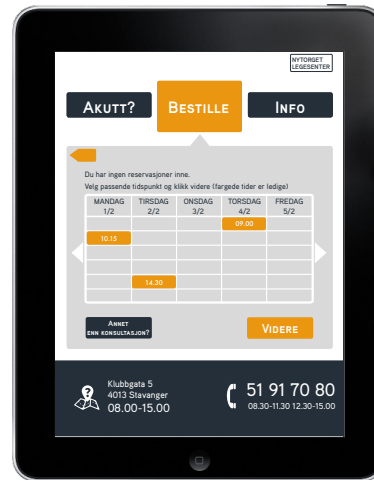 NYTORGET
LEGESENTER
AKUTT?
BESTILLE
INFO
Du har ingen reservasjoner inne.
Velg passende tidspunkt og klikk videre (fargede tider er ledige)
MANDAG TIRSDAG ONSDAG TORSDAG FREDAG
1/2 2/2 3/2 4/2 5/2
09.00
10.15
14.30
ANNET
ENN KONSULTASJON?
VIDERE
Klubbgata 5
4013 Stavanger
08.00-15.00
51 91 70 80
08.30-11.30 12.30-15.00